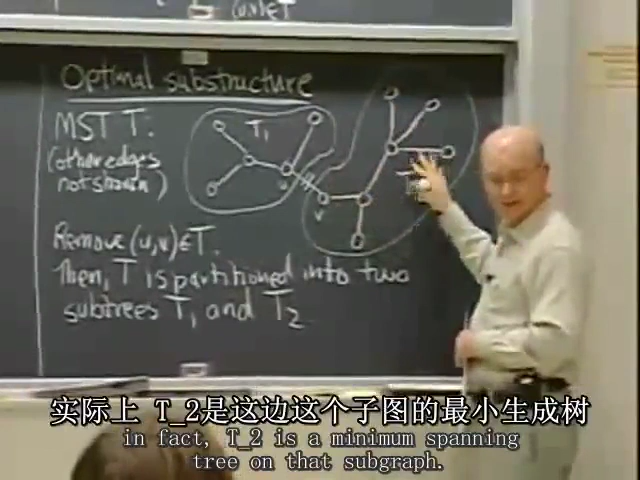 (u,v)∈T
Optimal substructure
MST T:
(other edges
not shown)
T₁
u
v
Remove (u,v)∈T.
Then, T is partitioned into two
subtrees T₁ and T₂
实际上 T_2是这边这个子图的最小生成树
in fact, T_2 is a minimum spanning
tree on that subgraph.